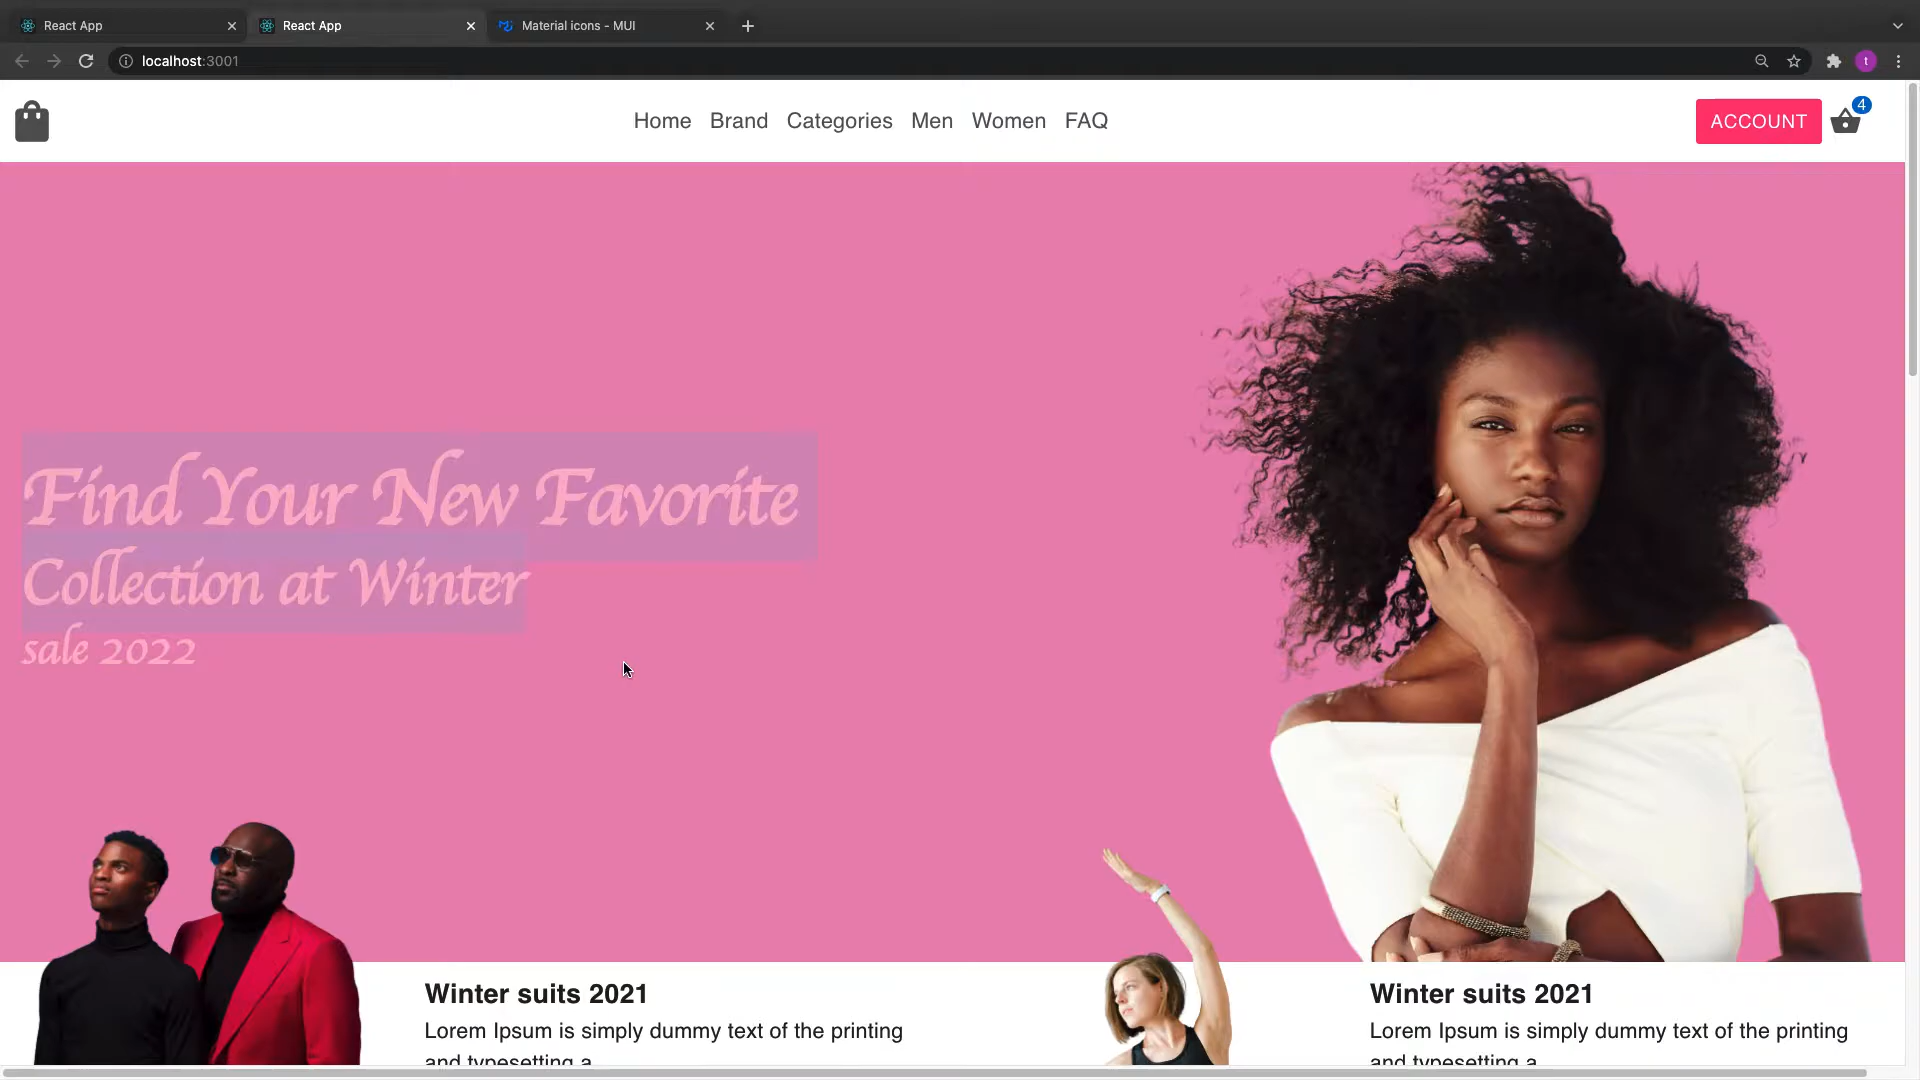 React App
React App
Material icons - MUI
localhost:3001
t
Home Brand Categories Men Women FAQ
ACCOUNT
4
Find Your New Favorite
Collection at Winter
sale 2022
Winter suits 2021
Lorem Ipsum is simply dummy text of the printing
and typesetting a
Winter suits 2021
Lorem Ipsum is simply dummy text of the printing
and typesetting a